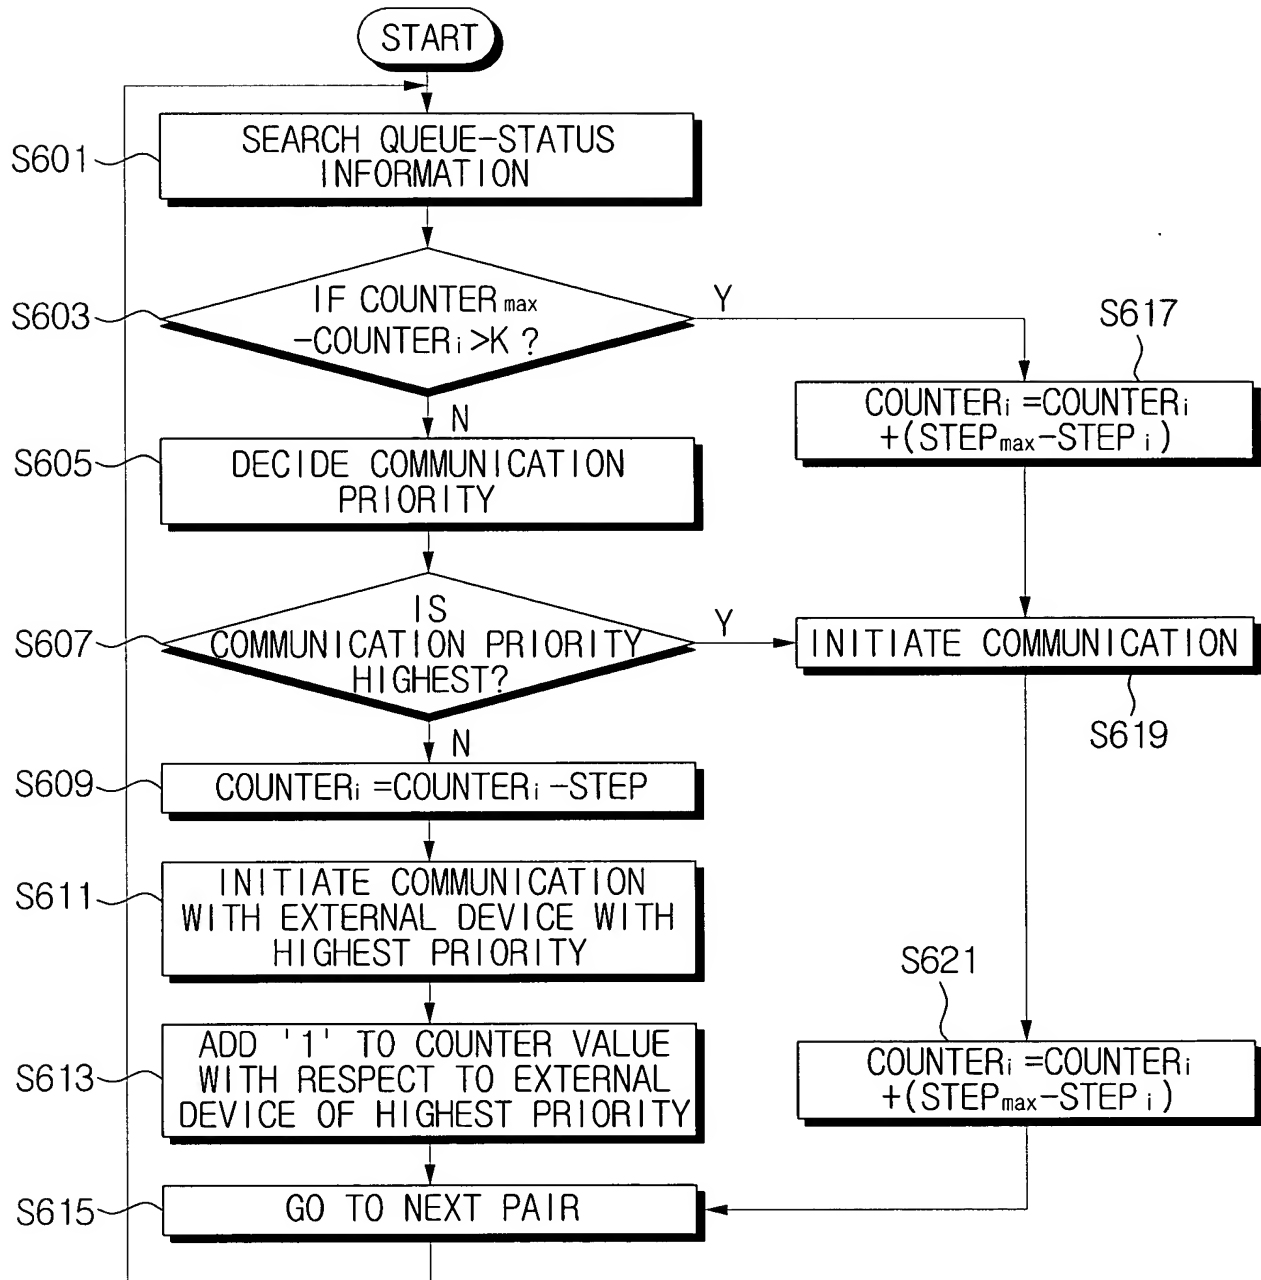 START
S601
SEARCH QUEUE-STATUS
INFORMATION
S603
IF COUNTERmax
-COUNTERi>K ?
Y
N
S617
COUNTERi=COUNTERi
+(STEPmax-STEPi)
S605
DECIDE COMMUNICATION
PRIORITY
S607
IS
COMMUNICATION PRIORITY
HIGHEST?
Y
N
INITIATE COMMUNICATION
S619
S609
COUNTERi=COUNTERi-STEP
S611
INITIATE COMMUNICATION
WITH EXTERNAL DEVICE WITH
HIGHEST PRIORITY
S621
COUNTERi=COUNTERi
+(STEPmax-STEPi)
S613
ADD '1' TO COUNTER VALUE
WITH RESPECT TO EXTERNAL
DEVICE OF HIGHEST PRIORITY
S615
GO TO NEXT PAIR